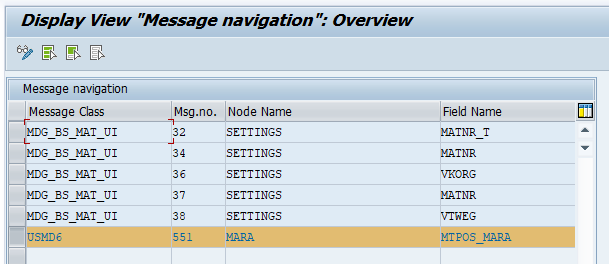 Display View "Message navigation": Overview
Message navigation
Message Class Msg.no. Node Name Field Name
MDG_BS_MAT_UI 32 SETTINGS MATNR_T
MDG_BS_MAT_UI 34 SETTINGS MATNR
MDG_BS_MAT_UI 36 SETTINGS VKORG
MDG_BS_MAT_UI 37 SETTINGS MATNR
MDG_BS_MAT_UI 38 SETTINGS VTWEG
USMD6 551 MARA MTPOS_MARA